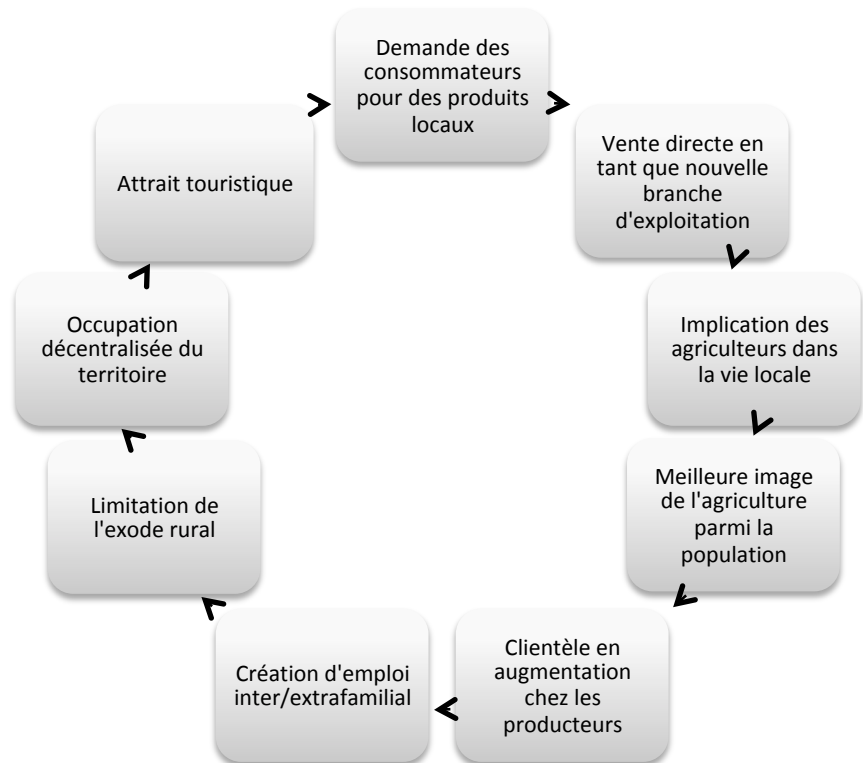 Demande des
consommateurs
pour des produits
locaux
Vente directe en
tant que nouvelle
branche
d'exploitation
Implication des
agriculteurs dans
la vie locale
Meilleure image
de l'agriculture
parmi la
population
Clientèle en
augmentation
chez les
producteurs
Création d'emploi
inter/extrafamilial
Limitation de
l'exode rural
Occupation
décentralisée du
territoire
Attrait touristique